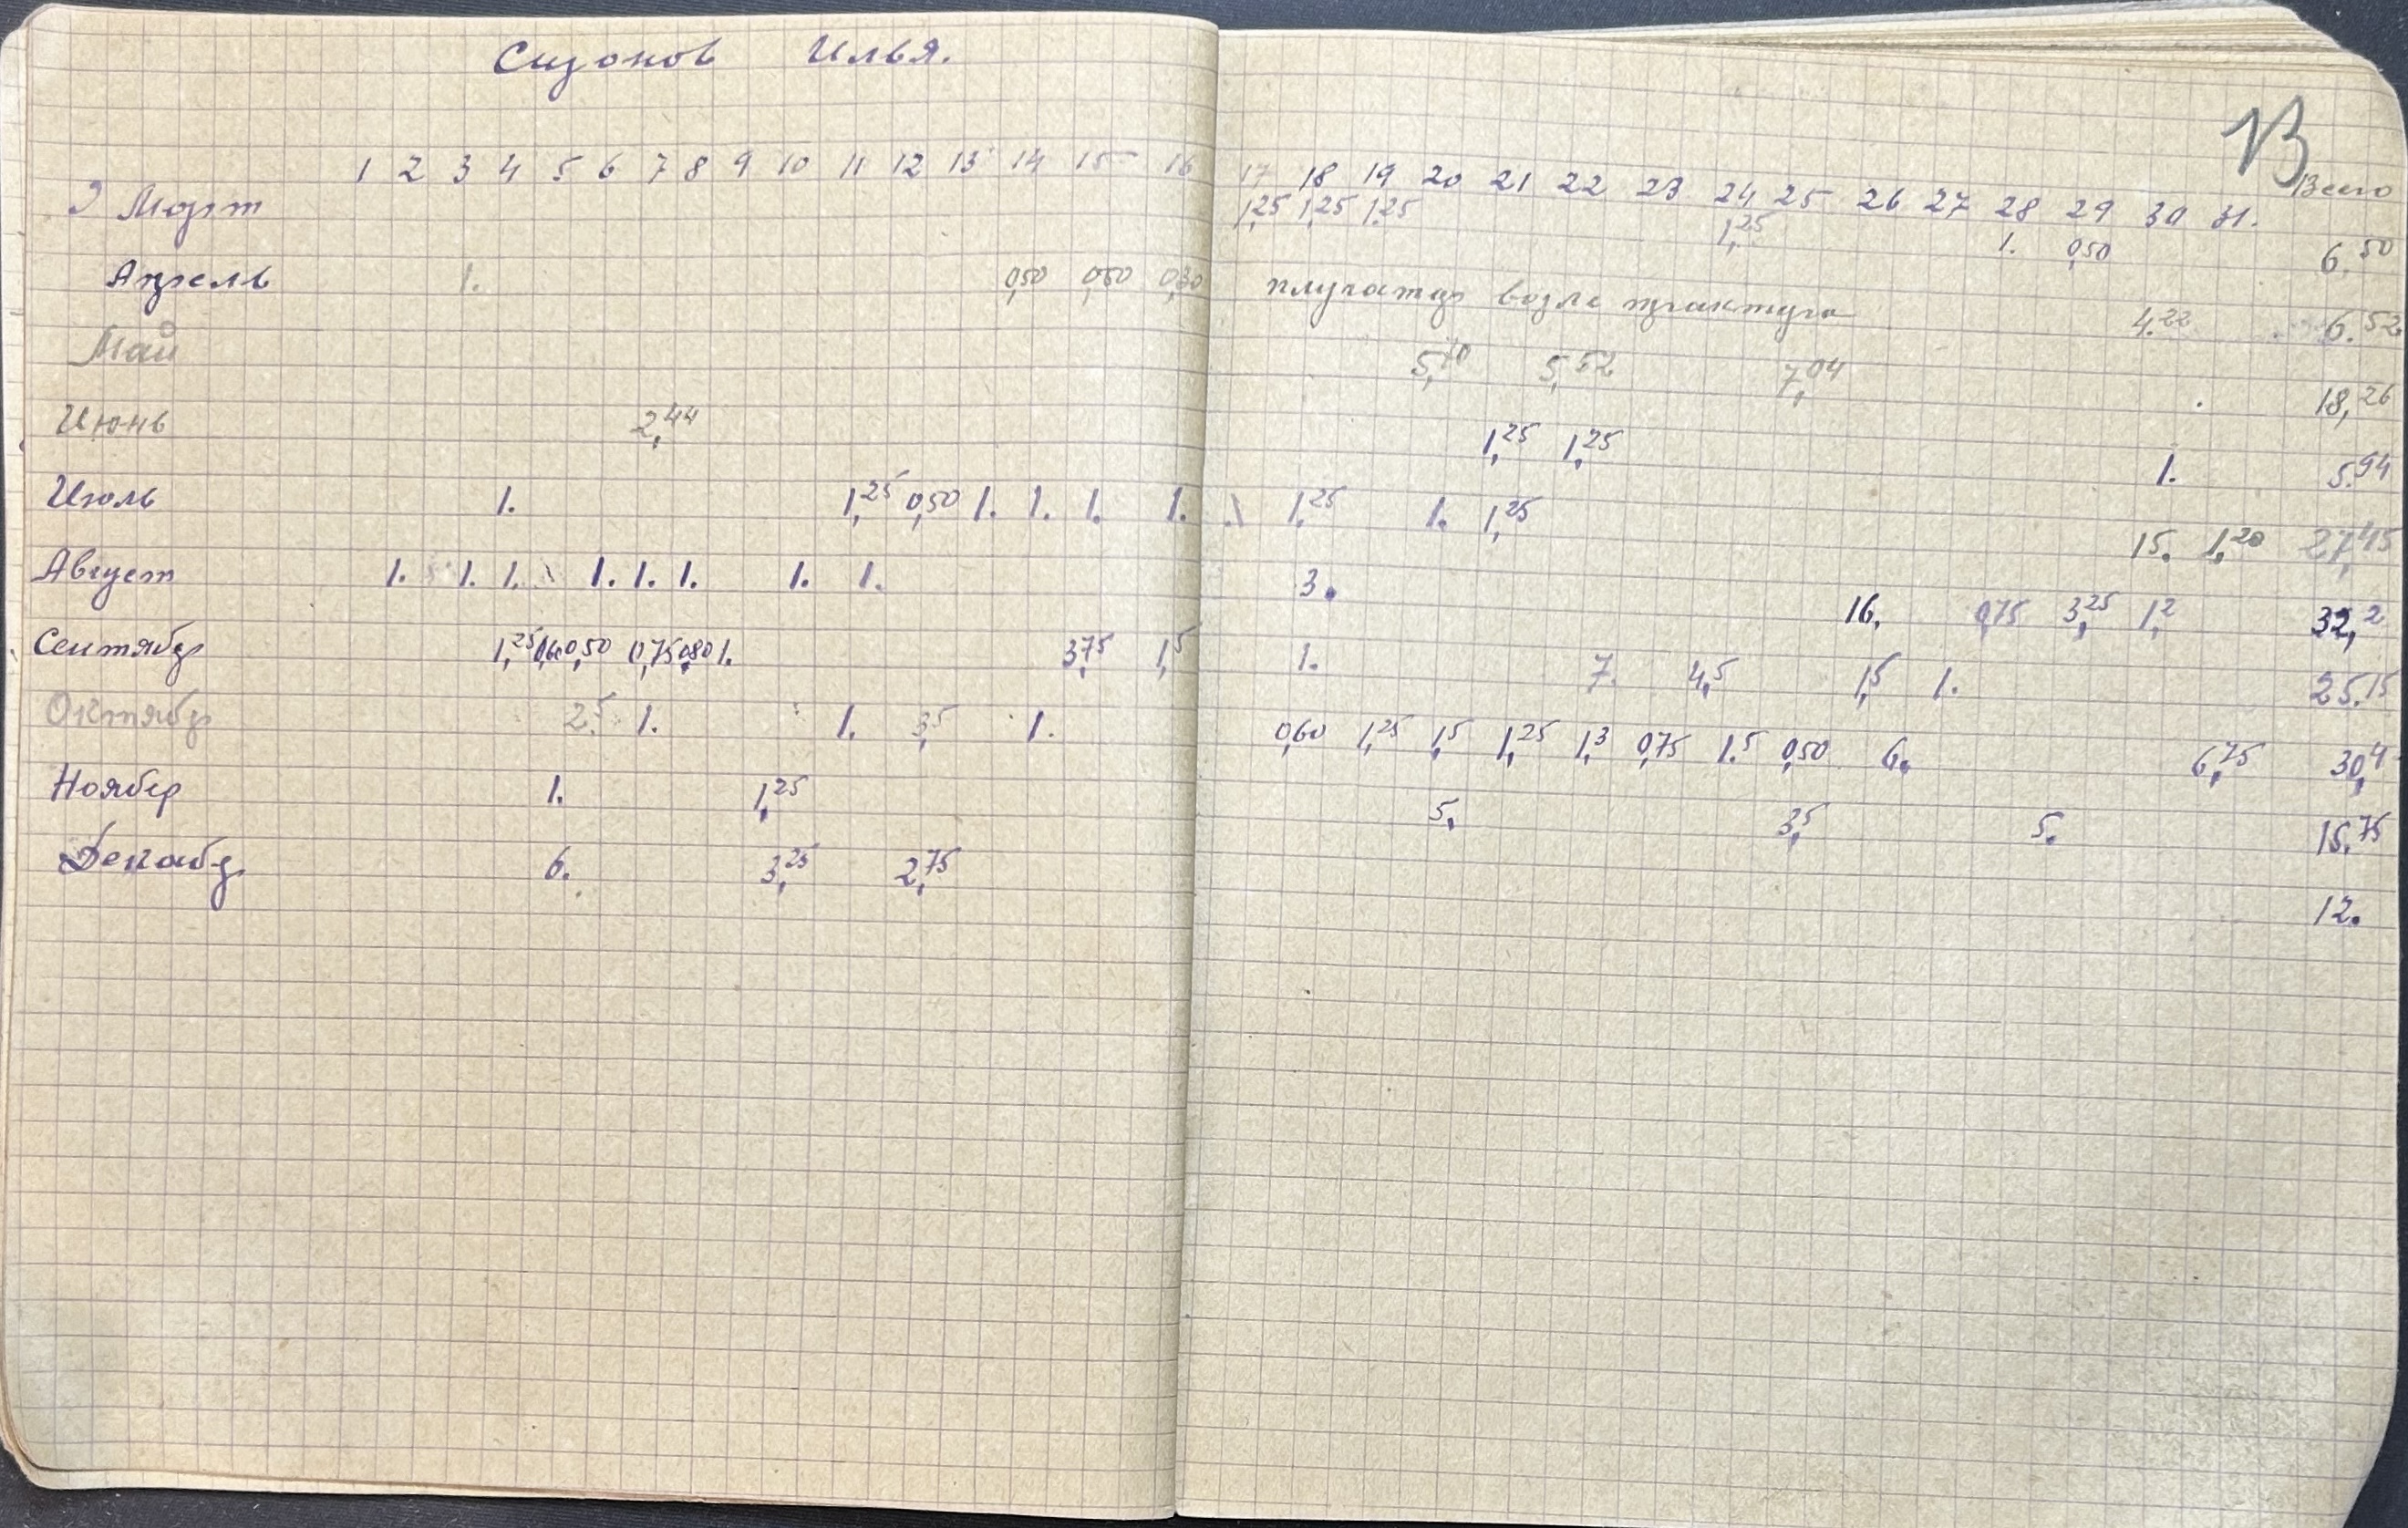 Сизонов Илья.
1 2 3 4 5 6 7 8 9 10 11 12 13 14 15 16 17 18 19 20 21 22 23 24 25 26 27 28 29 30 31. Всего
Март 1,25 1,25 1,25 1,25 1. 0,50 6.50
Апрель 1. 0,50 0,50 0,30 возле 4.22 6.52
Май 5,70 5,52 7,04 18,26
Июнь 2,44 1,25 1,25 1. 5.94
Июль 1. 1,25 0,50 1. 1. 1. 1. 1,25 1. 1,25 15. 1,20 27,45
Август 1. 1. 1. 1. 1. 1. 1. 1. 3. 16, 0,75 3,25 1,2 32,2
Сентябр 1,25 0,60 0,50 0,75 0,80 1. 3,75 1,5 1. 7. 4,5 1,5 1. 25.15
Октябр 2.5 1. 1. 3,5 1. 0,60 1,25 1,5 1,25 1,3 0,75 1.5 0,50 6. 6,75 30,4
Ноябр 1. 1,25 5. 3,5 5. 15.75
Декабр 6. 3,25 2,75 12.